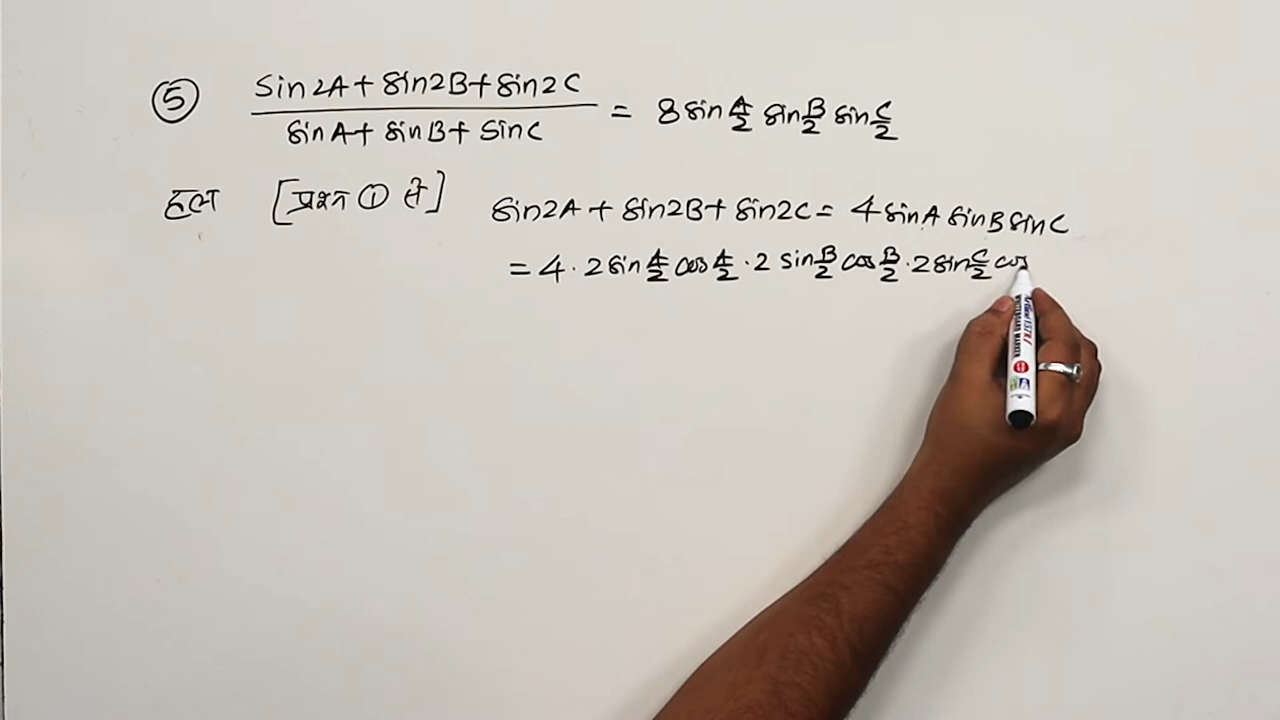 ⑤ sin2A + sin2B + sin2C / sinA + sinB + sinC = 8 sin A/2 sin B/2 sin C/2
हल [प्रश्न ① से] sin2A + sin2B + sin2C = 4 sinA sinB sinC
= 4 · 2 sin A/2 cos A/2 · 2 sin B/2 cos B/2 · 2 sin C/2 cos